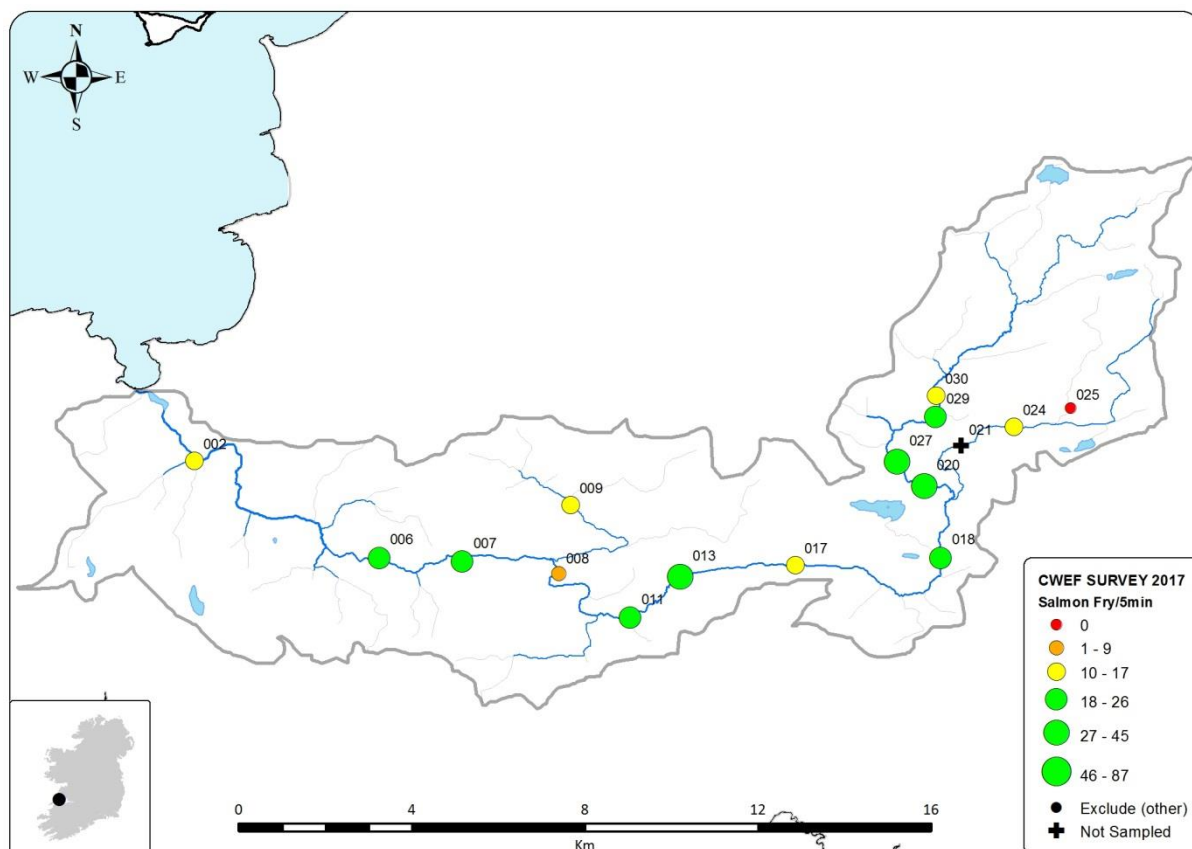 N
W E
S
030
029
025
024
021
027
020
002
009
018
006
007
008
013
017
011
CWEF SURVEY 2017
Salmon Fry/5min
0
1 - 9
10 - 17
18 - 26
27 - 45
46 - 87
Exclude (other)
Not Sampled
0 4 8 12 16
Km